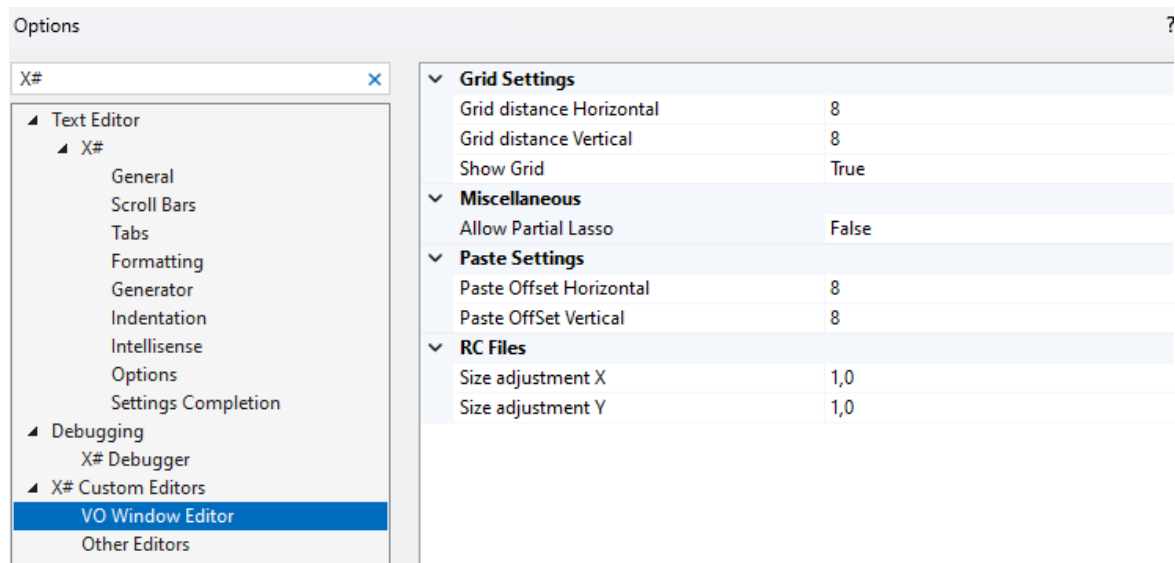 Options
?
X#
Text Editor
X#
General
Scroll Bars
Tabs
Formatting
Generator
Indentation
Intellisense
Options
Settings Completion
Debugging
X# Debugger
X# Custom Editors
VO Window Editor
Other Editors
Grid Settings
Grid distance Horizontal 8
Grid distance Vertical 8
Show Grid True
Miscellaneous
Allow Partial Lasso False
Paste Settings
Paste Offset Horizontal 8
Paste OffSet Vertical 8
RC Files
Size adjustment X 1,0
Size adjustment Y 1,0